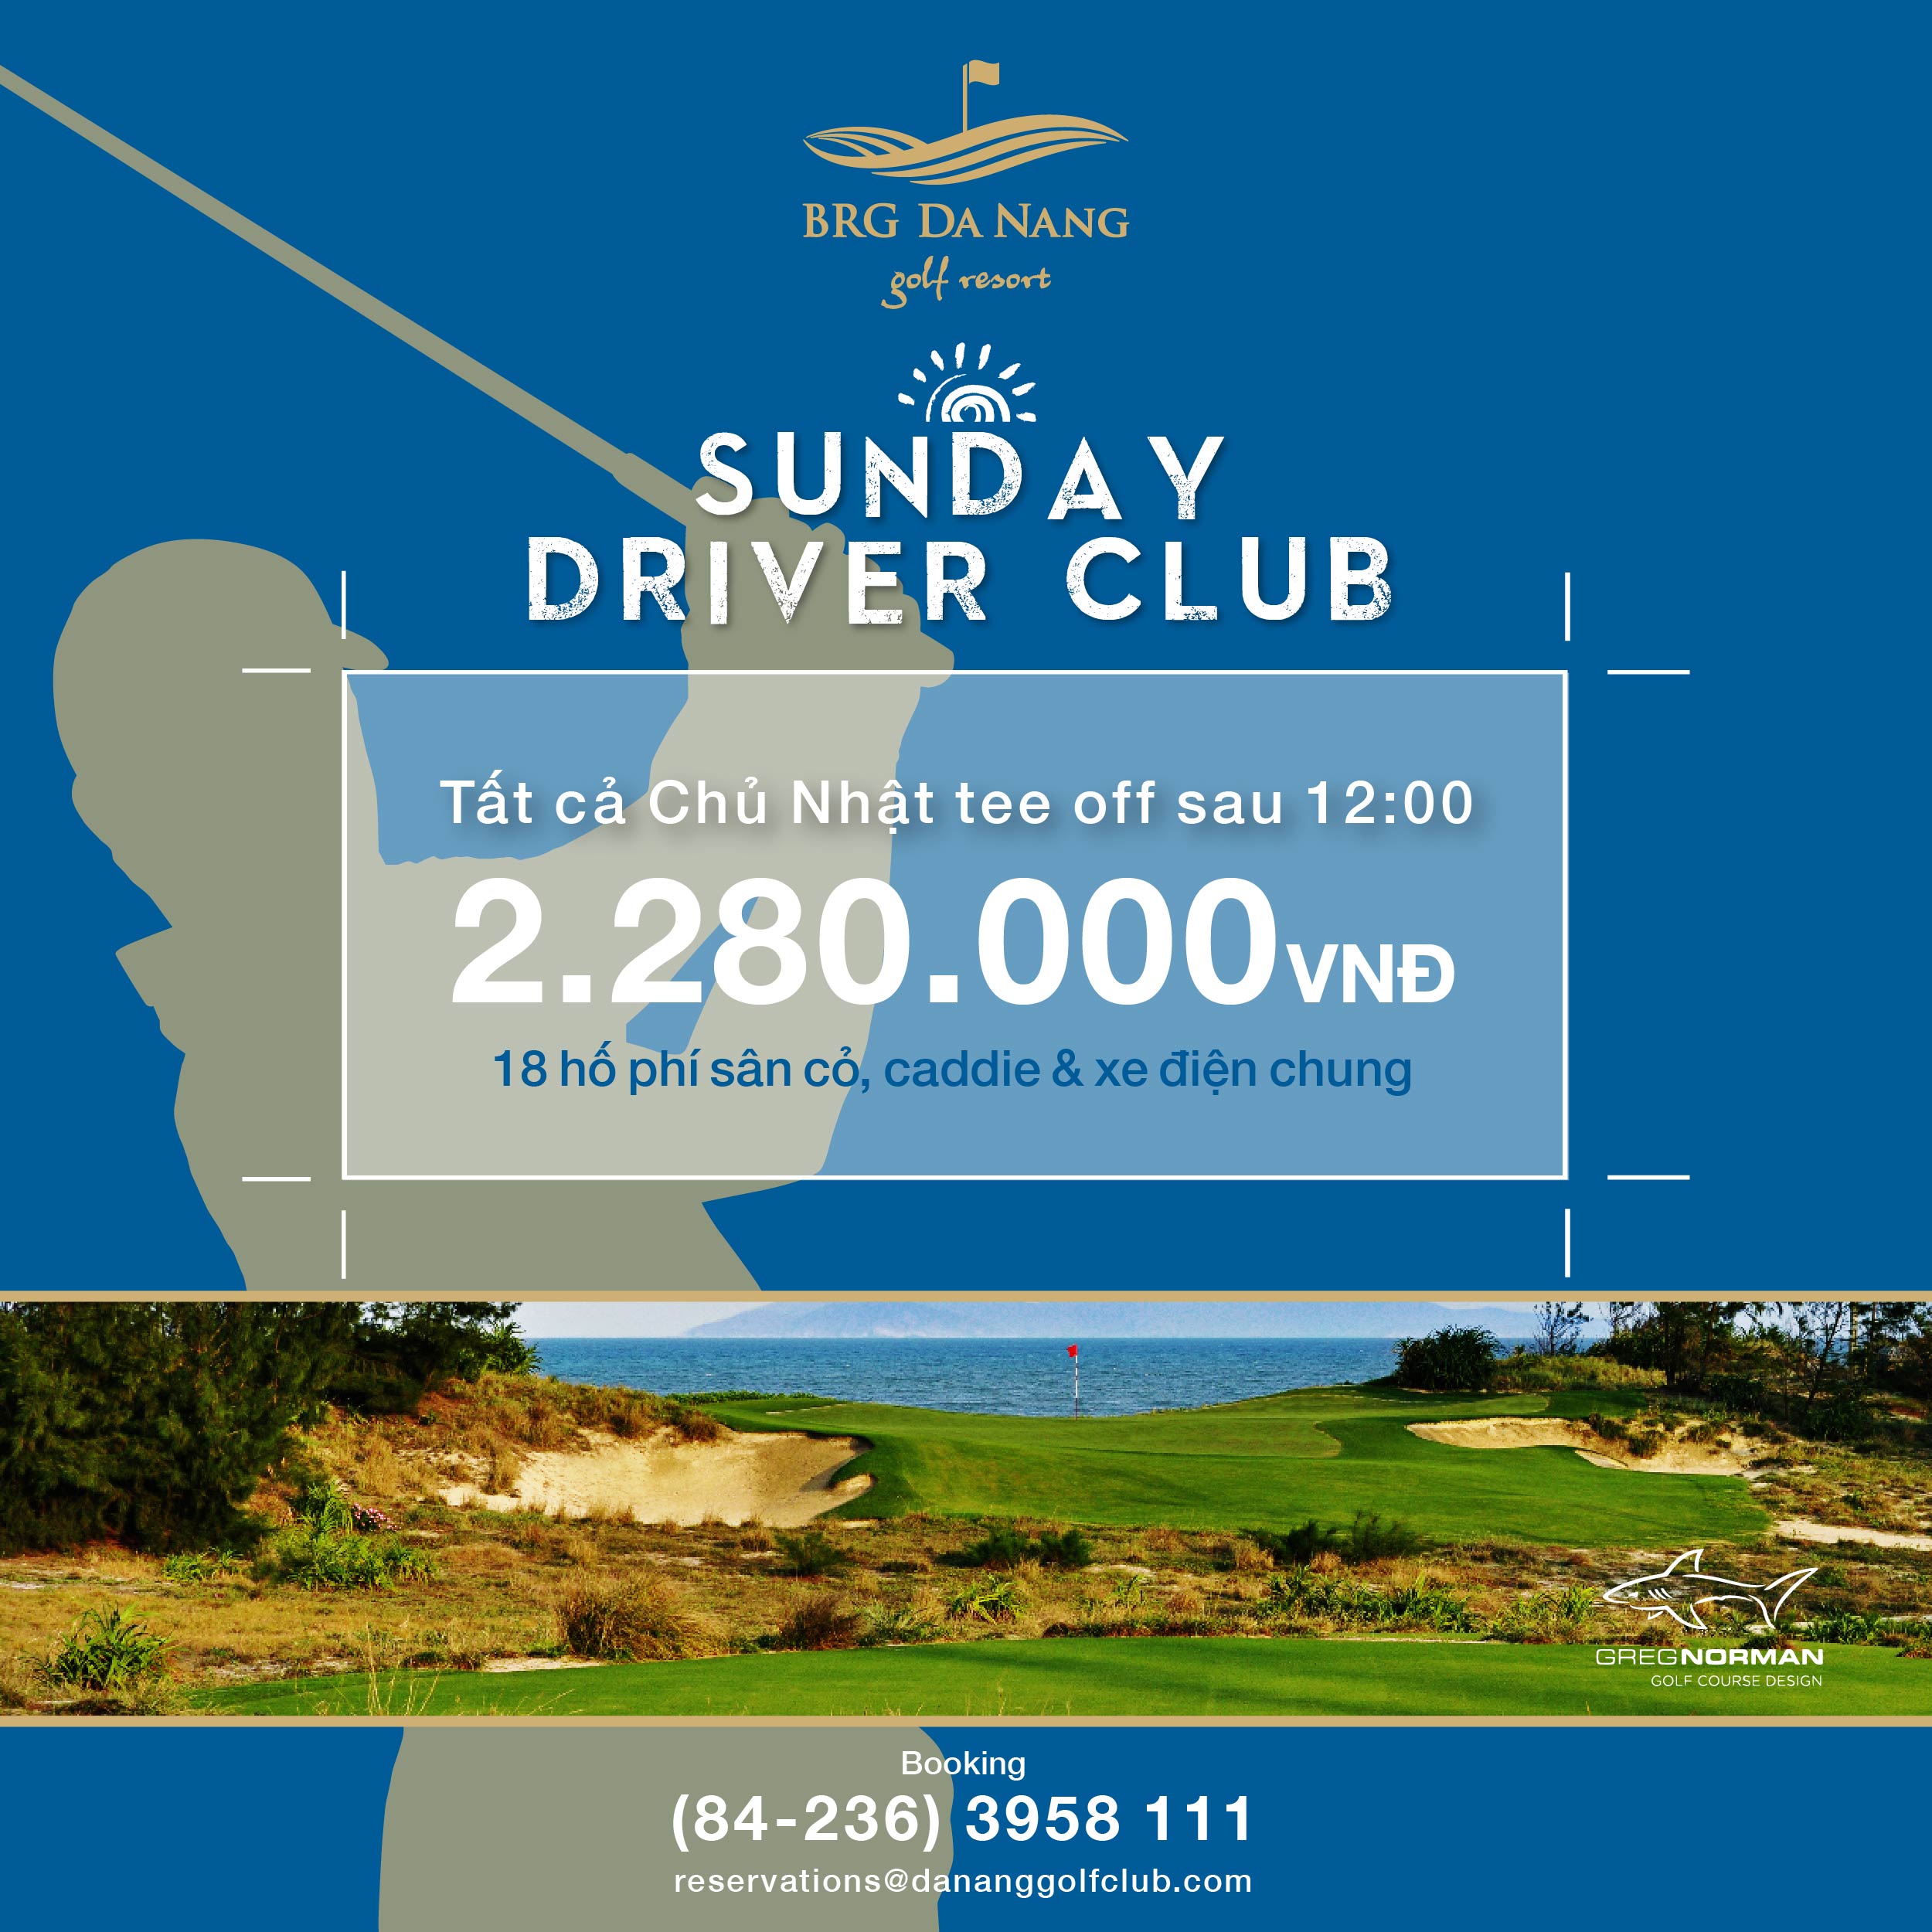 BRG DA NANG
golf resort
SUNDAY
DRIVER CLUB
Tất cả Chủ Nhật tee off sau 12:00
2.280.000VNĐ
18 hố phí sân cỏ, caddie & xe điện chung
GREGNORMAN
GOLF COURSE DESIGN
Booking
(84-236) 3958 111
reservations@dananggolfclub.com